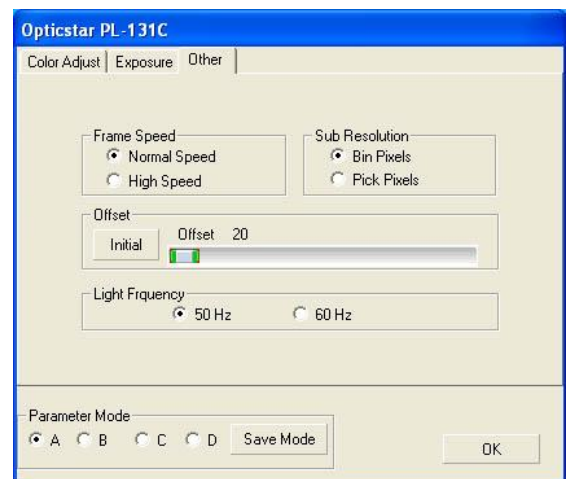 Opticstar PL-131C
Color Adjust Exposure Other
Frame Speed
Normal Speed
High Speed
Sub Resolution
Bin Pixels
Pick Pixels
Offset
Initial
Offset 20
Light Frquency
50 Hz 60 Hz
Parameter Mode
A B C D Save Mode
OK